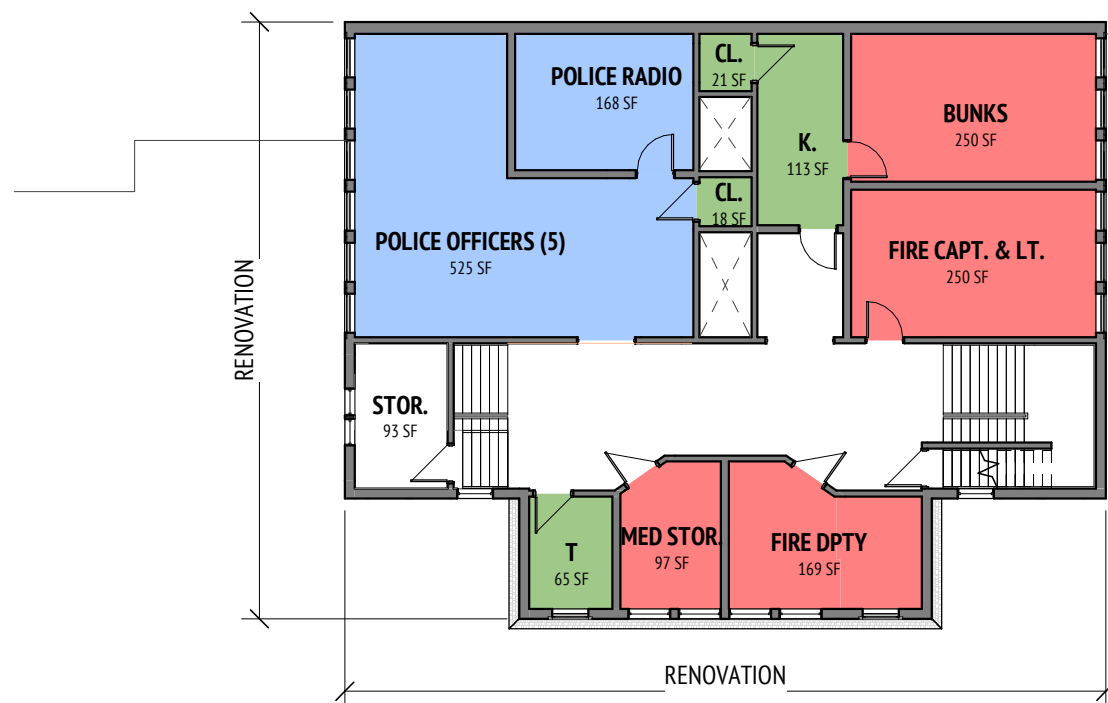 CL.
21 SF
POLICE RADIO
168 SF
BUNKS
250 SF
K.
113 SF
CL.
18 SF
POLICE OFFICERS (5)
525 SF
FIRE CAPT. & LT.
250 SF
RENOVATION
STOR.
93 SF
T
65 SF
MED STOR.
97 SF
FIRE DPTY
169 SF
RENOVATION